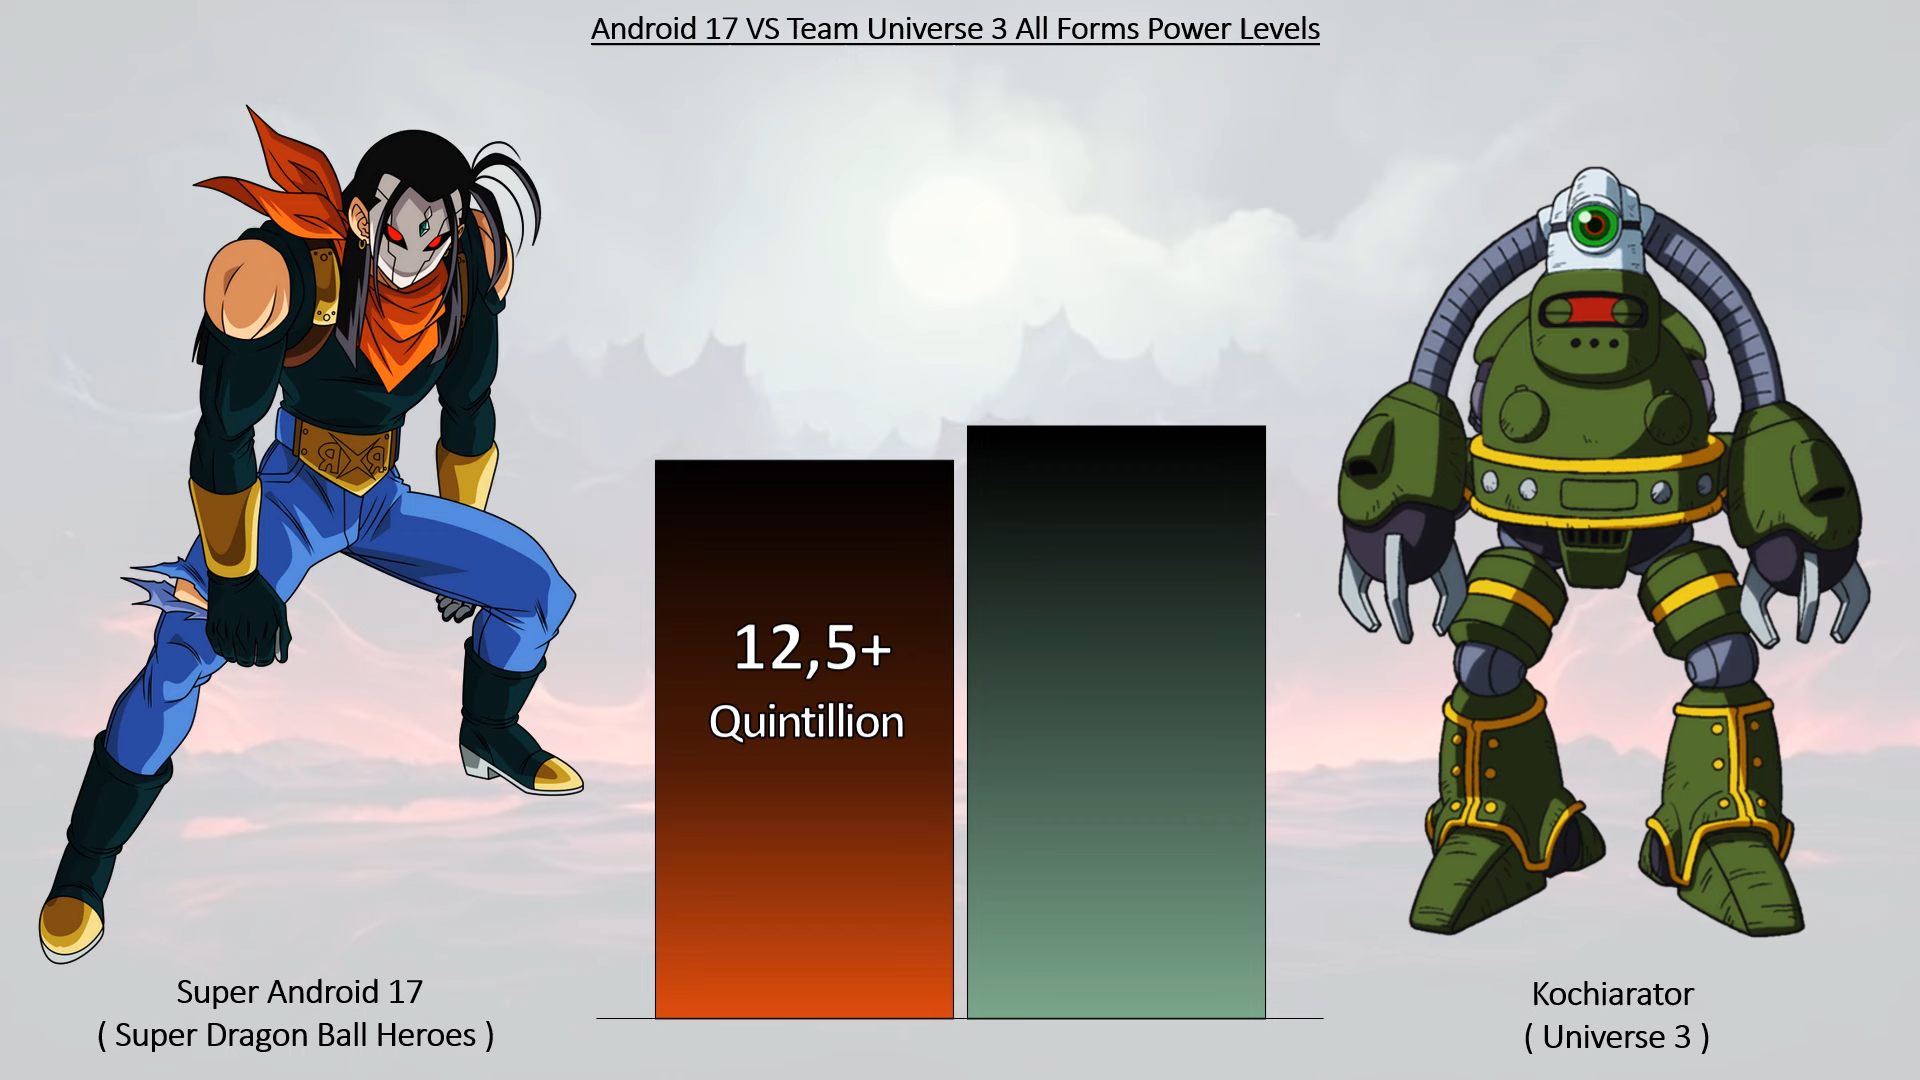 Android 17 VS Team Universe 3 All Forms Power Levels
12,5+
Quintillion
Super Android 17
( Super Dragon Ball Heroes )
Kochiarator
( Universe 3 )